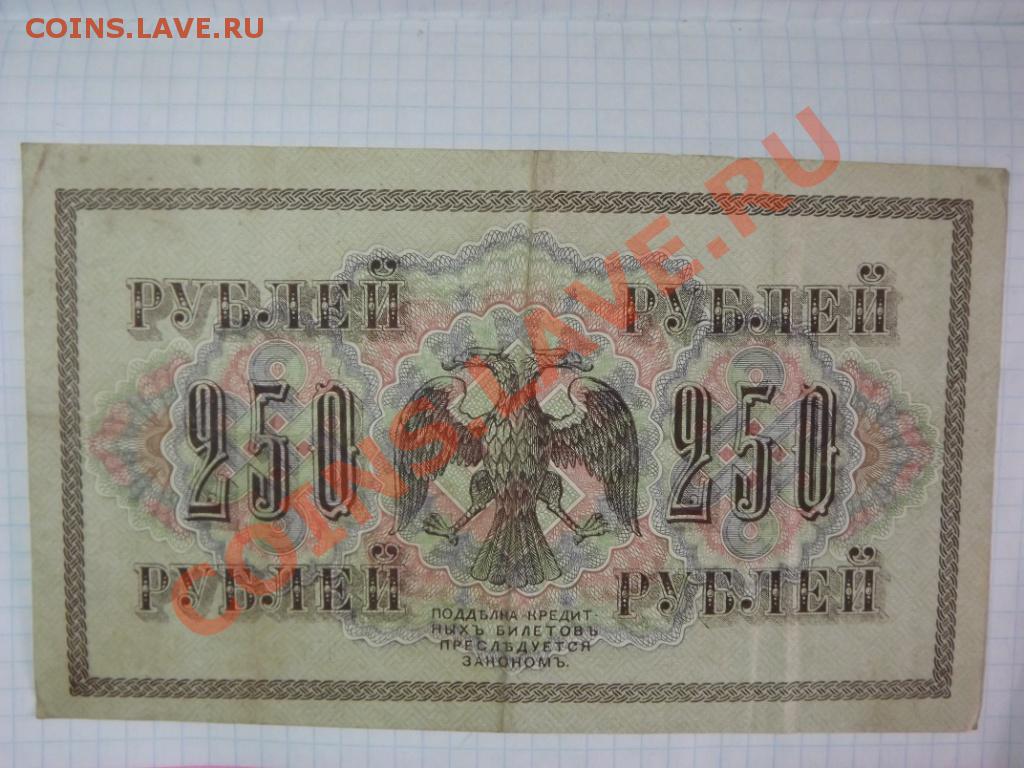 COINS.LAVE.RU
РУБЛЕЙ РУБЛЕЙ
250 250
РУБЛЕЙ РУБЛЕЙ
ПОДДѢЛКА КРЕДИТ-
НЫХЪ БИЛЕТОВЪ
ПРЕСЛѢДУЕТСЯ
ЗАКОНОМЪ.
COINS.LAVE.RU